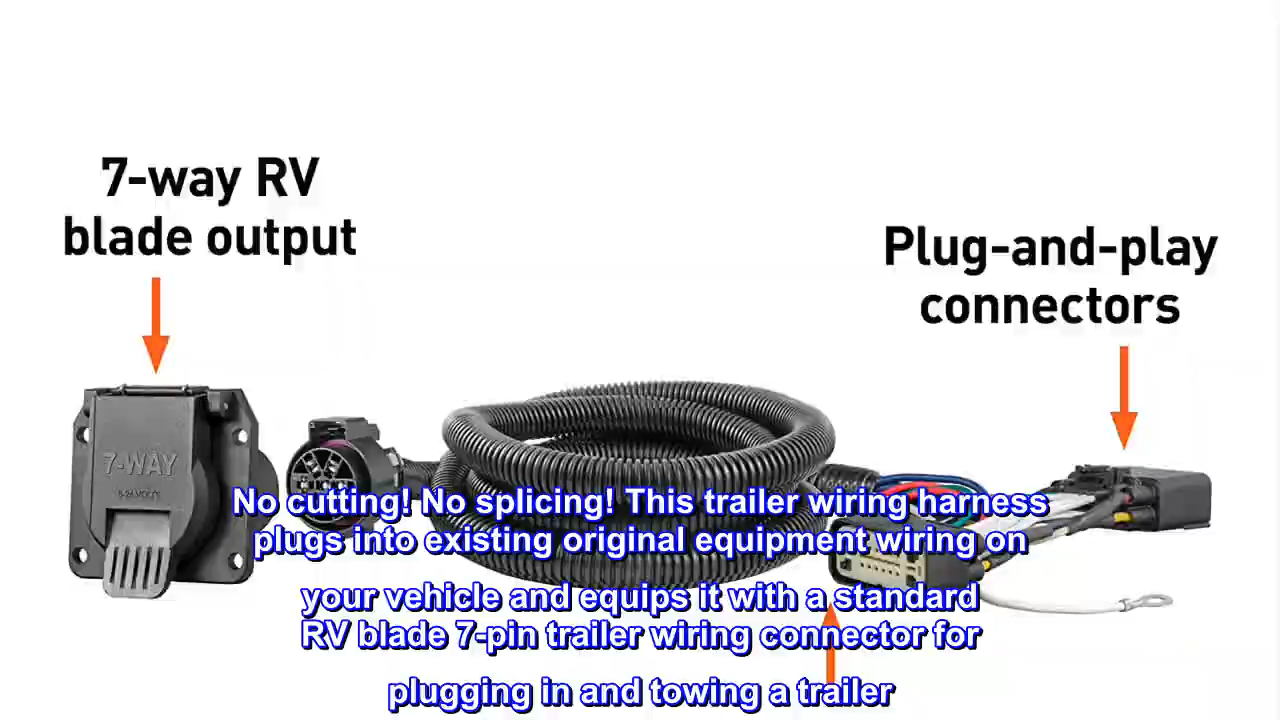 7-way RV
blade output
Plug-and-play
connectors
7-WAY
No cutting! No splicing! This trailer wiring harness
plugs into existing original equipment wiring on
your vehicle and equips it with a standard
RV blade 7-pin trailer wiring connector for
plugging in and towing a trailer